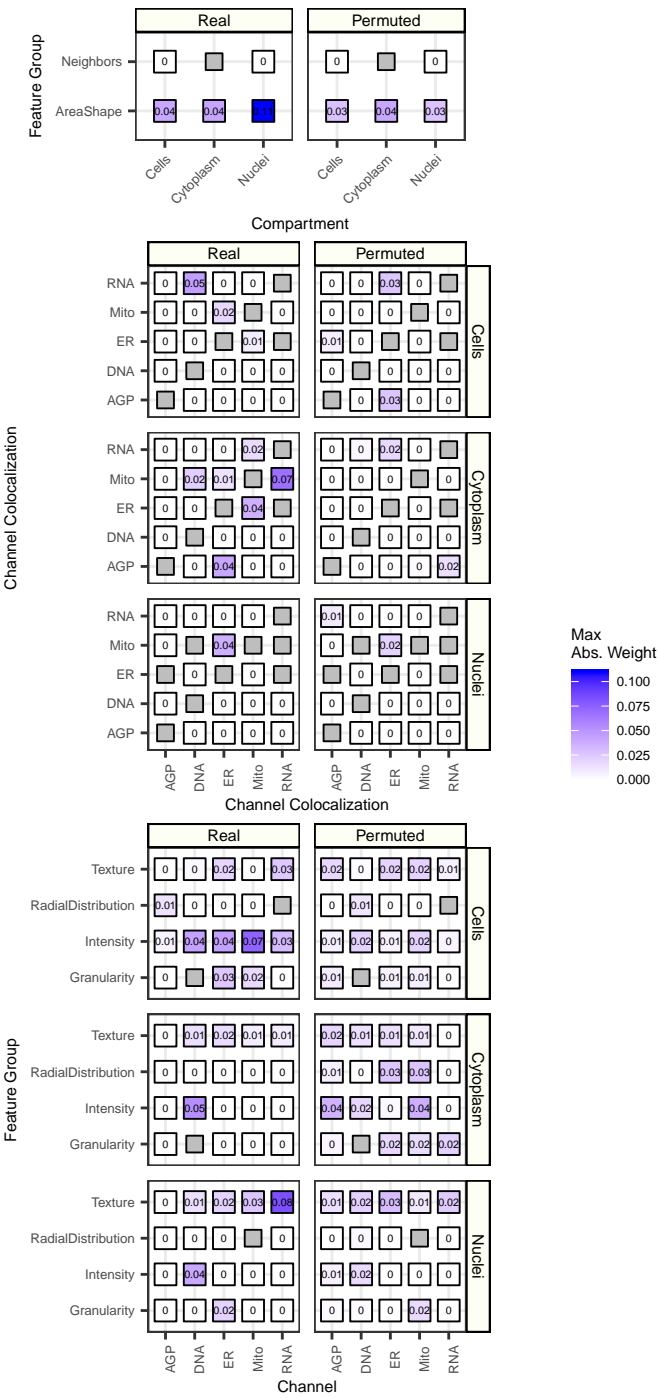 Real Permuted
Feature Group
Neighbors 0 0 0 0
AreaShape 0.04 0.04 0.11 0.03 0.04 0.03
Cells Cytoplasm Nuclei Cells Cytoplasm Nuclei
Compartment
Real Permuted
Channel Colocalization
Cells
RNA 0 0.05 0 0 0 0 0.03 0
Mito 0 0 0.02 0 0 0 0 0
ER 0 0 0.01 0.01 0 0
DNA 0 0 0 0 0 0 0 0
AGP 0 0 0 0 0 0.03 0 0
Cytoplasm
RNA 0 0 0 0.02 0 0 0.02 0
Mito 0 0.02 0.01 0.07 0 0 0 0
ER 0 0 0.04 0 0 0
DNA 0 0 0 0 0 0 0 0
AGP 0 0.04 0 0 0 0 0 0.02
Nuclei
RNA 0 0 0 0 0.01 0 0 0
Mito 0 0.04 0 0.02
ER 0 0 0 0
DNA 0 0 0 0 0 0 0 0
AGP 0 0 0 0 0 0 0 0
AGP DNA ER Mito RNA AGP DNA ER Mito RNA
Channel Colocalization
Max
Abs. Weight
0.100
0.075
0.050
0.025
0.000
Real Permuted
Feature Group
Cells
Texture 0 0 0.02 0 0.03 0.02 0 0.02 0.02 0.01
RadialDistribution 0.01 0 0 0 0 0.01 0 0
Intensity 0.01 0.04 0.04 0.07 0.03 0.01 0.02 0.01 0.02 0
Granularity 0 0.03 0.02 0 0.01 0.01 0.01 0
Cytoplasm
Texture 0 0.01 0.02 0.01 0.01 0.02 0.01 0.01 0.01 0
RadialDistribution 0 0 0 0 0 0.01 0 0.03 0.03 0
Intensity 0 0.05 0 0 0 0.04 0.02 0 0.04 0
Granularity 0 0 0 0 0 0.02 0.02 0.02
Nuclei
Texture 0 0.01 0.02 0.03 0.08 0.01 0.02 0.03 0.01 0.02
RadialDistribution 0 0 0 0 0 0 0 0
Intensity 0 0.04 0 0 0 0.01 0.02 0 0 0
Granularity 0 0 0.02 0 0 0 0 0 0.02 0
AGP DNA ER Mito RNA AGP DNA ER Mito RNA
Channel